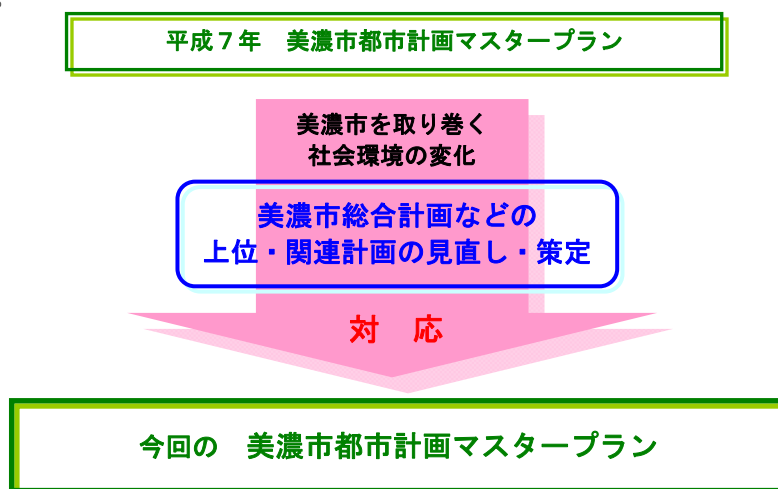 平成７年　美濃市都市計画マスタープラン
美濃市を取り巻く
社会環境の変化
美濃市総合計画などの
上位・関連計画の見直し・策定
対　応
今回の　美濃市都市計画マスタープラン